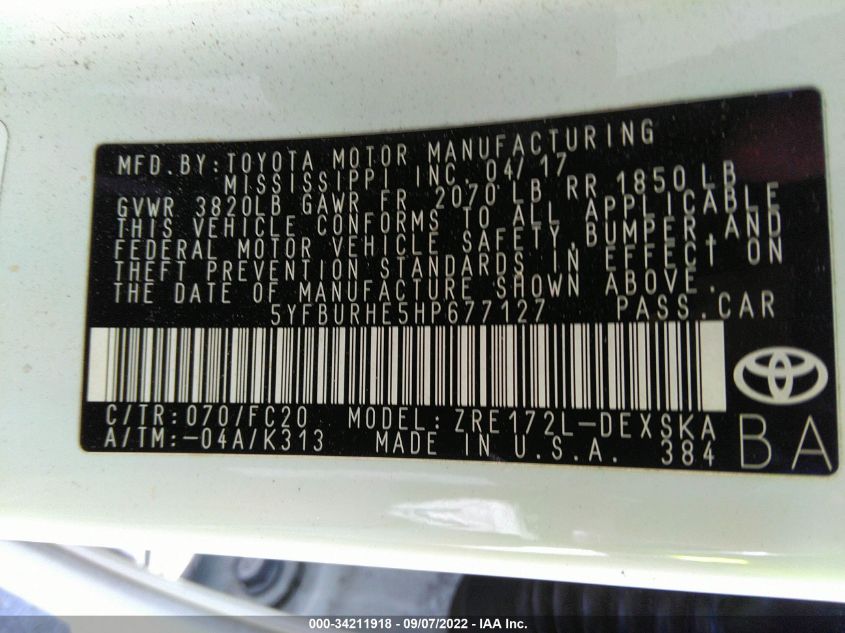 MFD.BY:TOYOTA MOTOR MANUFACTURING
MISSISSIPPI INC. 04/17
GVWR 3820LB GAWR FR 2070 LB RR 1850 LB
THIS VEHICLE CONFORMS TO ALL APPLICABLE
FEDERAL MOTOR VEHICLE SAFETY,BUMPER,AND
THEFT PREVENTION STANDARDS IN EFFECT ON
THE DATE OF MANUFACTURE SHOWN ABOVE.
5YFBURHE5HP677127 PASS.CAR
C/TR:070/FC20 MODEL:ZRE172L-DEXSKA
A/TM:-04A/K313 MADE IN U.S.A. 384
BA
000-34211918 - 09/07/2022 - IAA Inc.